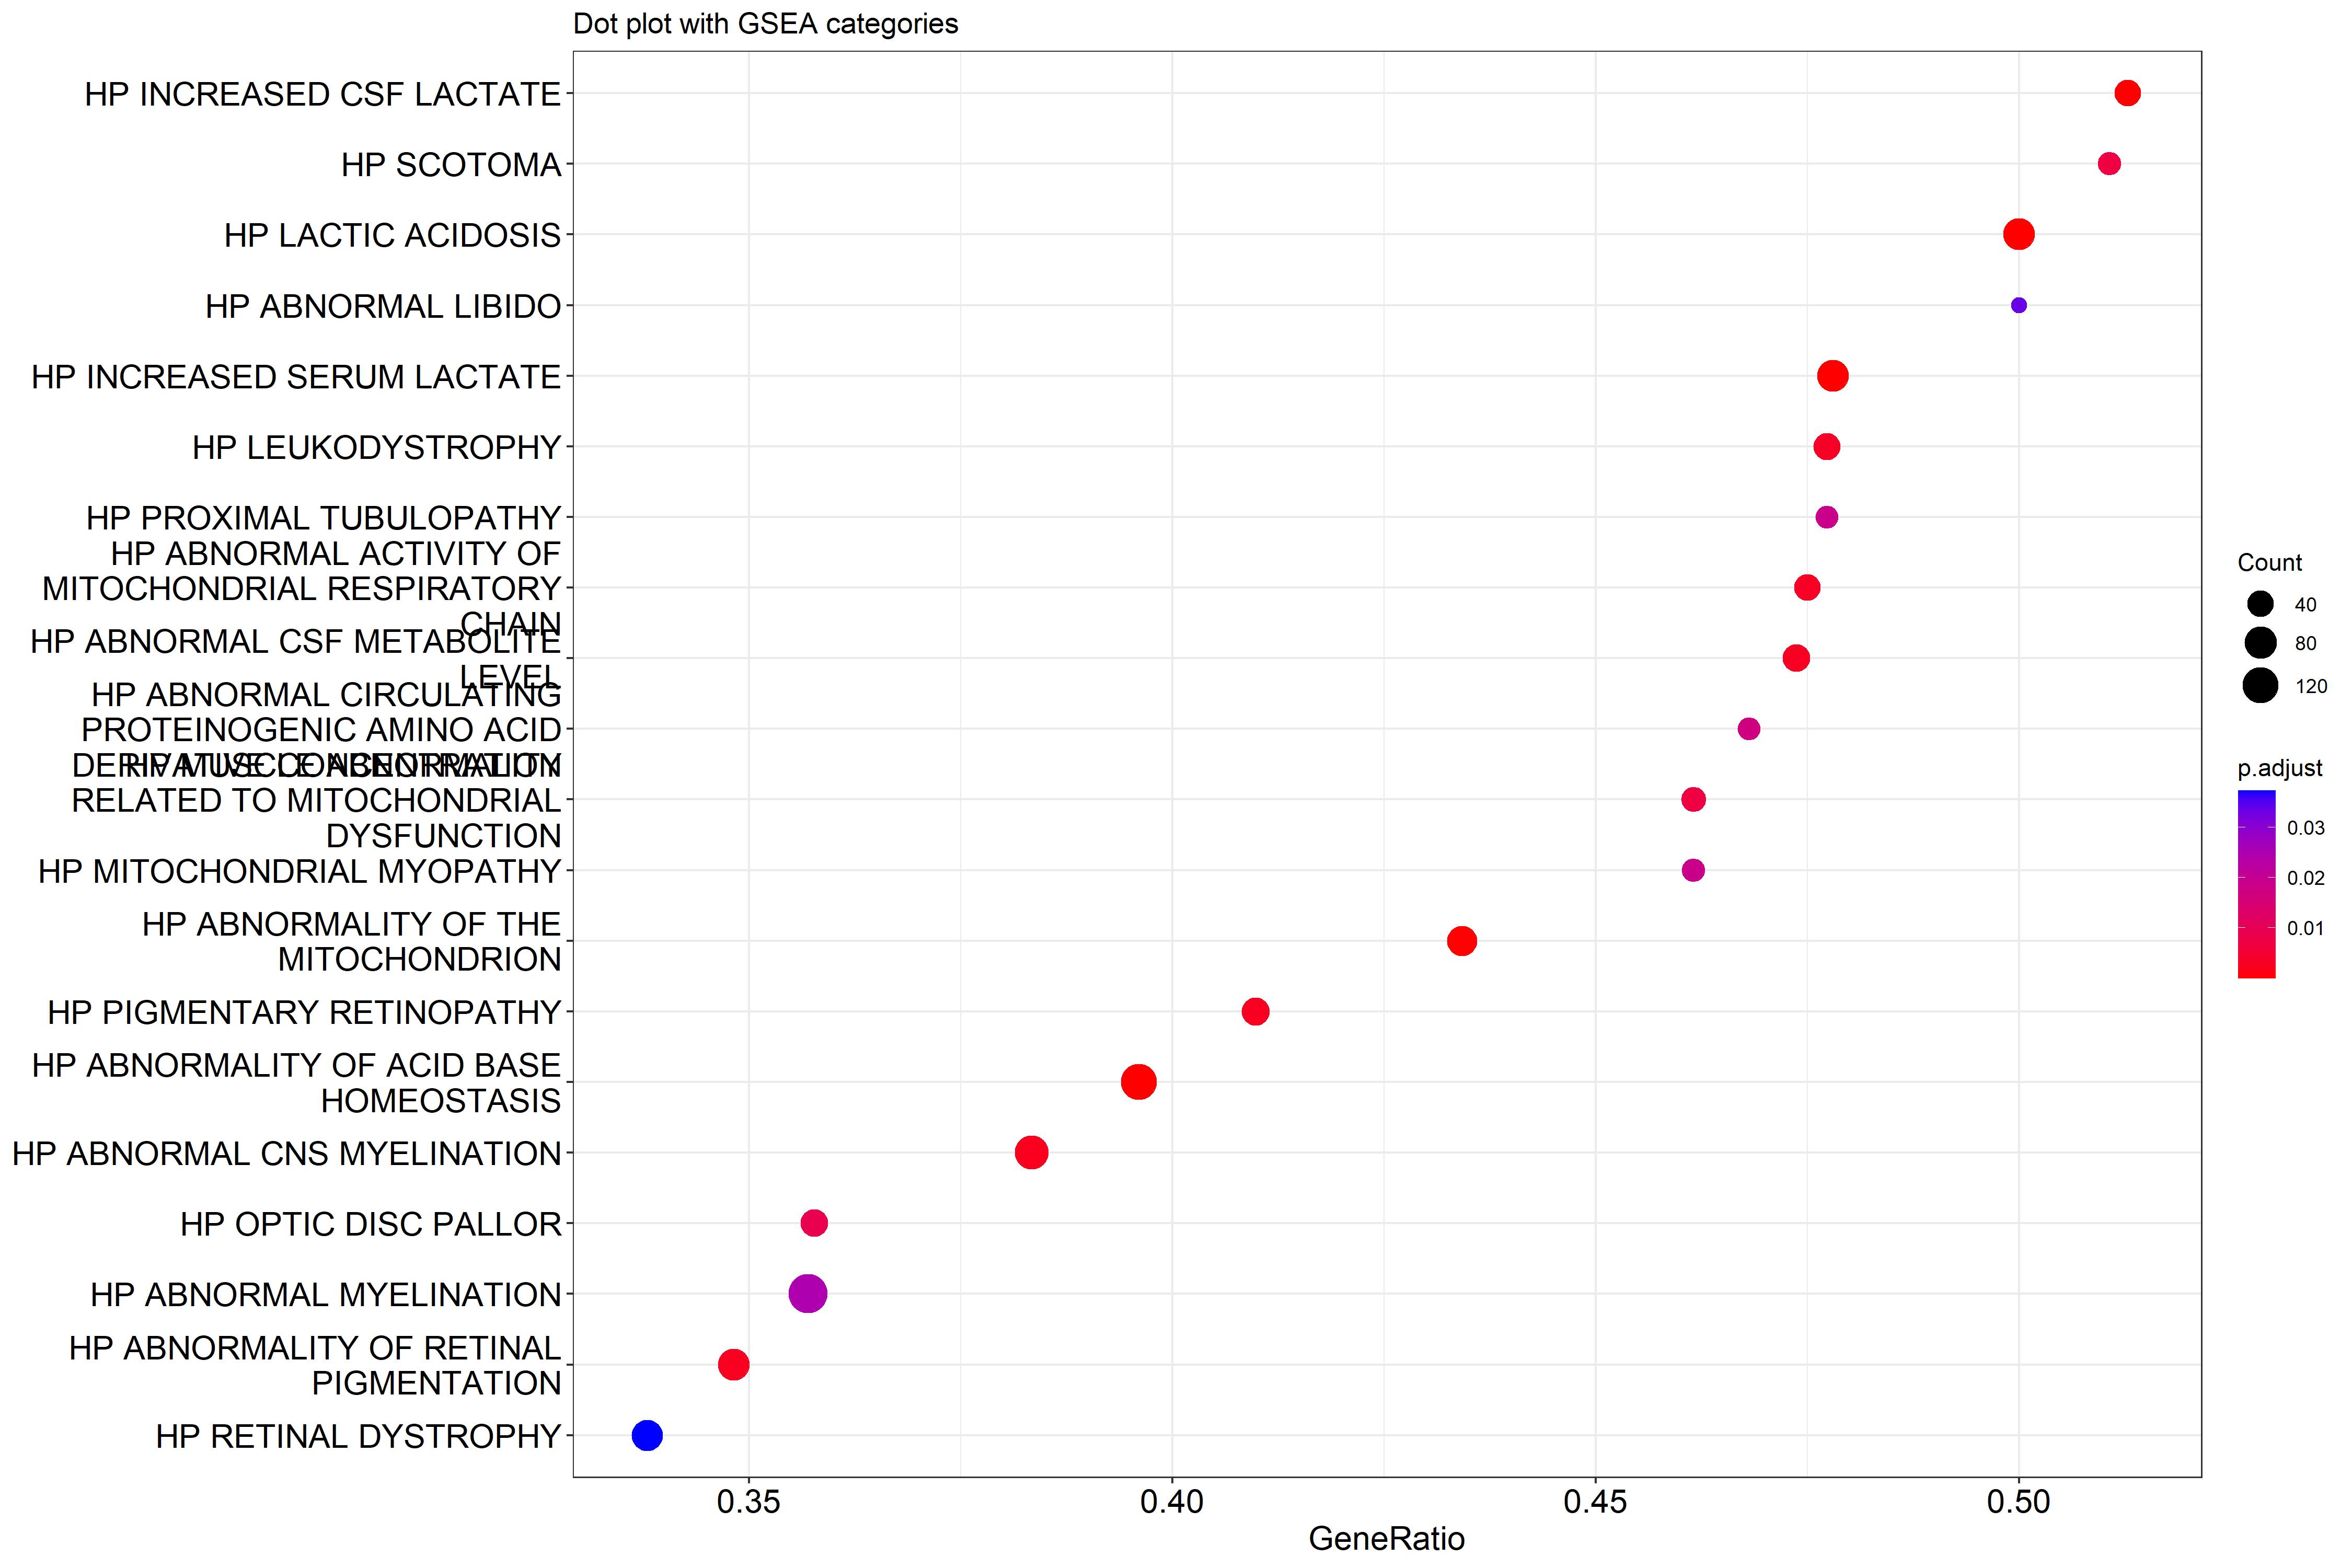 Dot plot with GSEA categories
HP INCREASED CSF LACTATE
HP SCOTOMA
HP LACTIC ACIDOSIS
HP ABNORMAL LIBIDO
HP INCREASED SERUM LACTATE
HP LEUKODYSTROPHY
HP PROXIMAL TUBULOPATHY
HP ABNORMAL ACTIVITY OF
MITOCHONDRIAL RESPIRATORY
CHAIN
HP ABNORMAL CSF METABOLITE
LEVEL
HP ABNORMAL CIRCULATING
PROTEINOGENIC AMINO ACID
DERIVATIVE CONCENTRATION
HP MUSCLE ABNORMALITY
RELATED TO MITOCHONDRIAL
DYSFUNCTION
HP MITOCHONDRIAL MYOPATHY
HP ABNORMALITY OF THE
MITOCHONDRION
HP PIGMENTARY RETINOPATHY
HP ABNORMALITY OF ACID BASE
HOMEOSTASIS
HP ABNORMAL CNS MYELINATION
HP OPTIC DISC PALLOR
HP ABNORMAL MYELINATION
HP ABNORMALITY OF RETINAL
PIGMENTATION
HP RETINAL DYSTROPHY
0.35 0.40 0.45 0.50
GeneRatio
Count
40
80
120
p.adjust
0.03
0.02
0.01